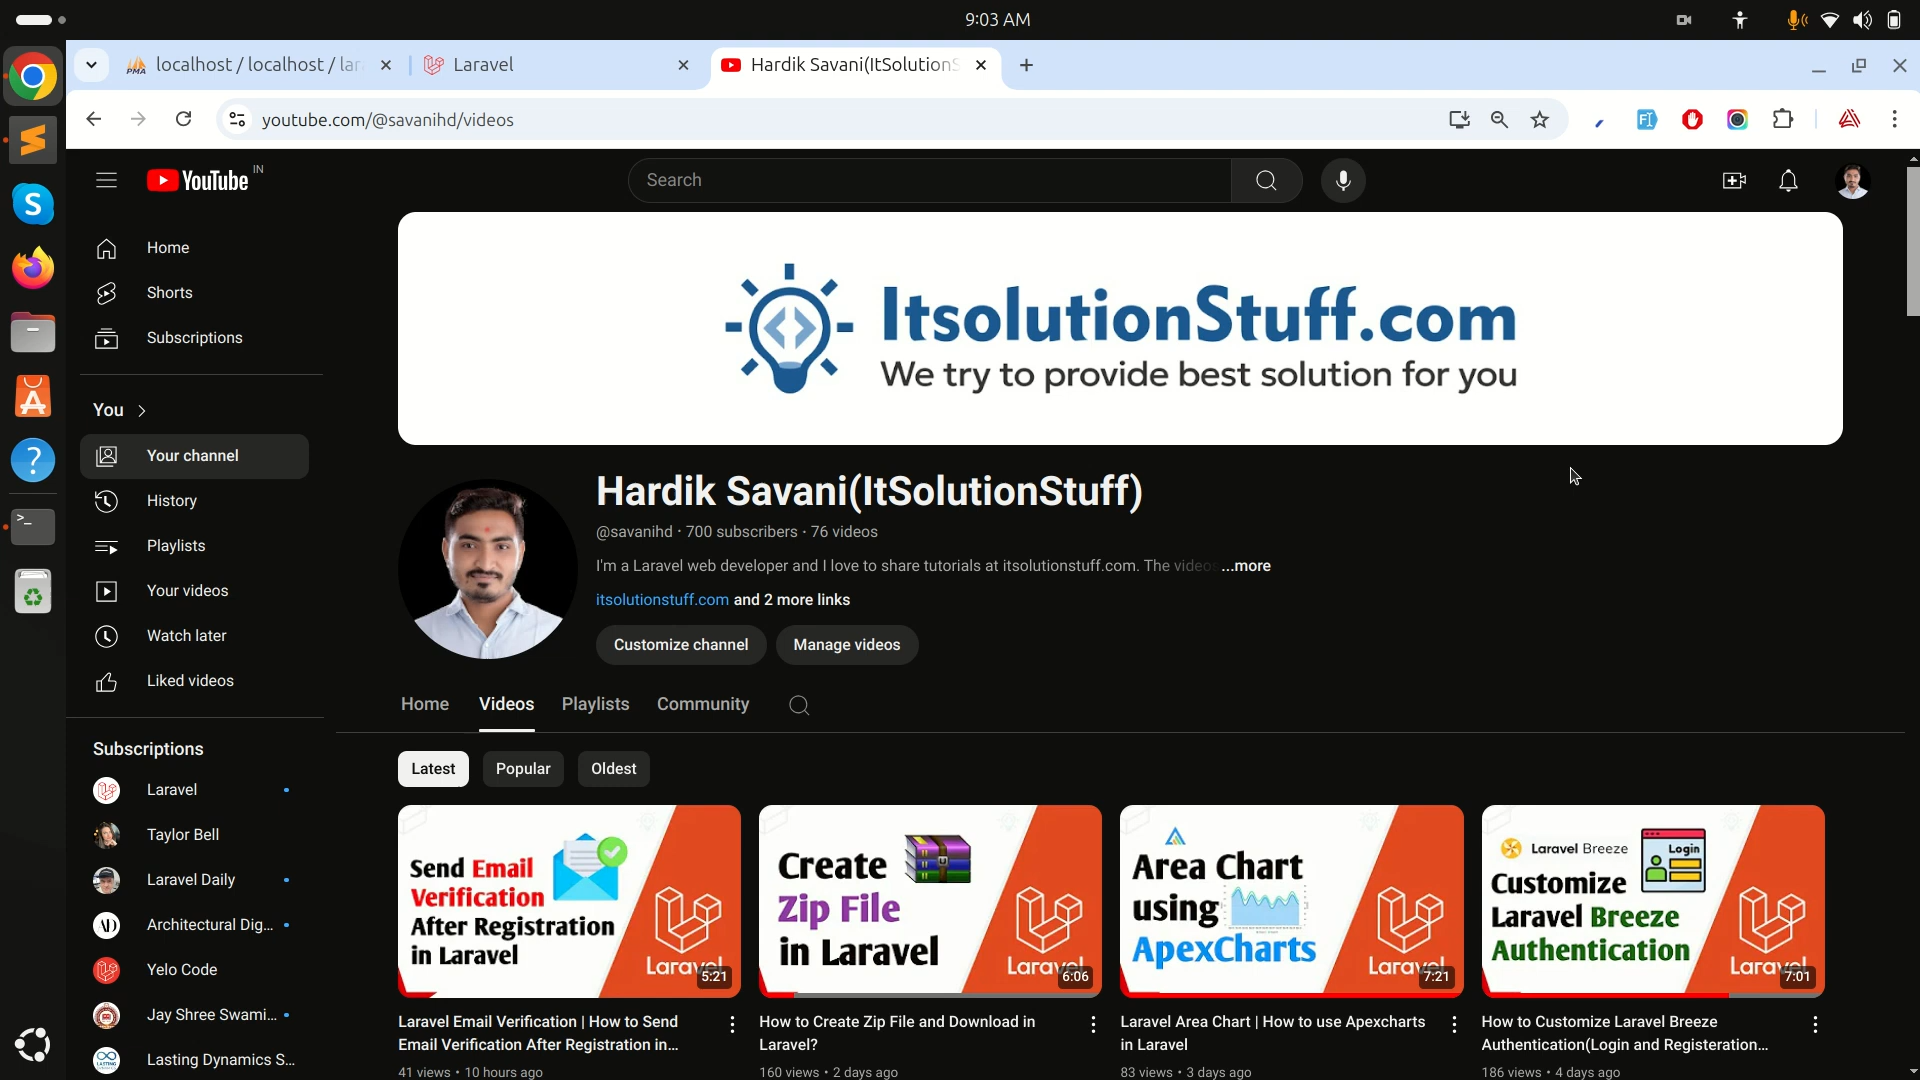 9:03 AM
PMA localhost / localhost / lar
Laravel
Hardik Savani(ItSolutionS
youtube.com/@savanihd/videos
YouTube IN
Search
Home
Shorts
Subscriptions
You
Your channel
History
Playlists
Your videos
Watch later
Liked videos
Subscriptions
Laravel
Taylor Bell
Laravel Daily
Architectural Dig...
Yelo Code
Jay Shree Swami...
Lasting Dynamics S...
ItsolutionStuff.com
We try to provide best solution for you
Hardik Savani(ItSolutionStuff)
@savanihd · 700 subscribers · 76 videos
I'm a Laravel web developer and I love to share tutorials at itsolutionstuff.com. The video ...more
itsolutionstuff.com and 2 more links
Customize channel
Manage videos
Home
Videos
Playlists
Community
Latest
Popular
Oldest
Send Email
Verification
After Registration
in Laravel
Laravel
5:21
Laravel Email Verification | How to Send
Email Verification After Registration in...
41 views • 10 hours ago
Create
Zip File
in Laravel
Laravel
6:06
How to Create Zip File and Download in
Laravel?
160 views • 2 days ago
Area Chart
using
ApexCharts
Laravel
7:21
Laravel Area Chart | How to use Apexcharts
in Laravel
83 views • 3 days ago
Laravel Breeze
Login
Customize
Laravel Breeze
Authentication
Laravel
7:01
How to Customize Laravel Breeze
Authentication(Login and Registeration...
186 views • 4 days ago